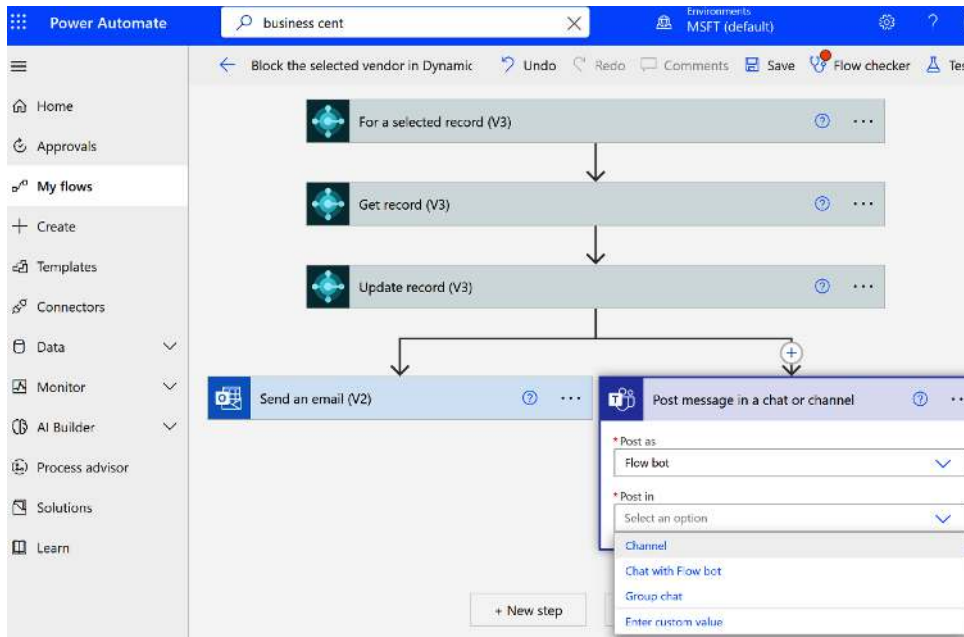 Power Automate
business cent
Environments
MSFT (default)
?
Block the selected vendor in Dynamic
Undo
Redo
Comments
Save
Flow checker
Tes
Home
Approvals
My flows
Create
Templates
Connectors
Data
Monitor
AI Builder
Process advisor
Solutions
Learn
For a selected record (V3)
Get record (V3)
Update record (V3)
Send an email (V2)
Post message in a chat or channel
* Post as
Flow bot
* Post in
Select an option
Channel
Chat with Flow bot
Group chat
Enter custom value
+ New step